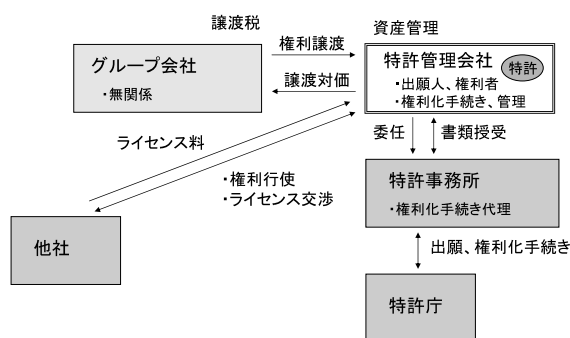 譲渡税
資産管理
グループ会社
・無関係
権利譲渡
譲渡対価
特許管理会社
特許
・出願人、権利者
・権利化手続き、管理
ライセンス料
・権利行使
・ライセンス交渉
委任
書類授受
特許事務所
・権利化手続き代理
他社
出願、権利化手続き
特許庁